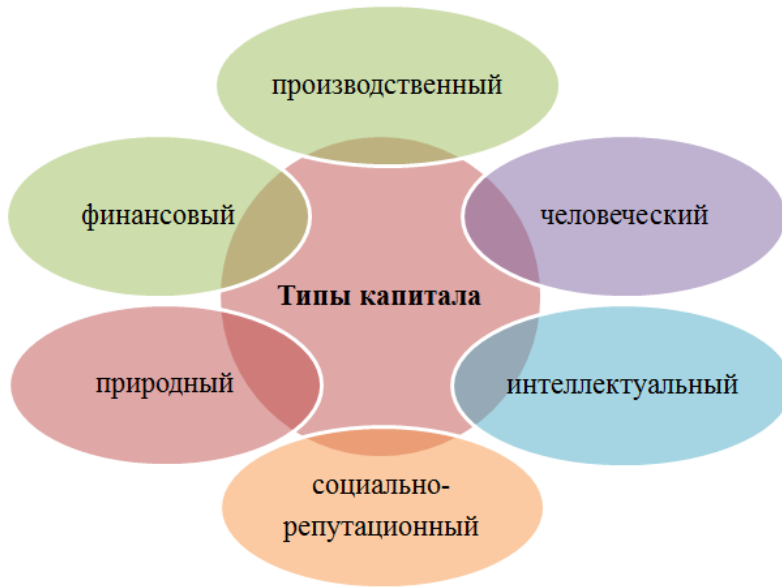 производственный
финансовый
человеческий
Типы капитала
природный
интеллектуальный
социально-
репутационный